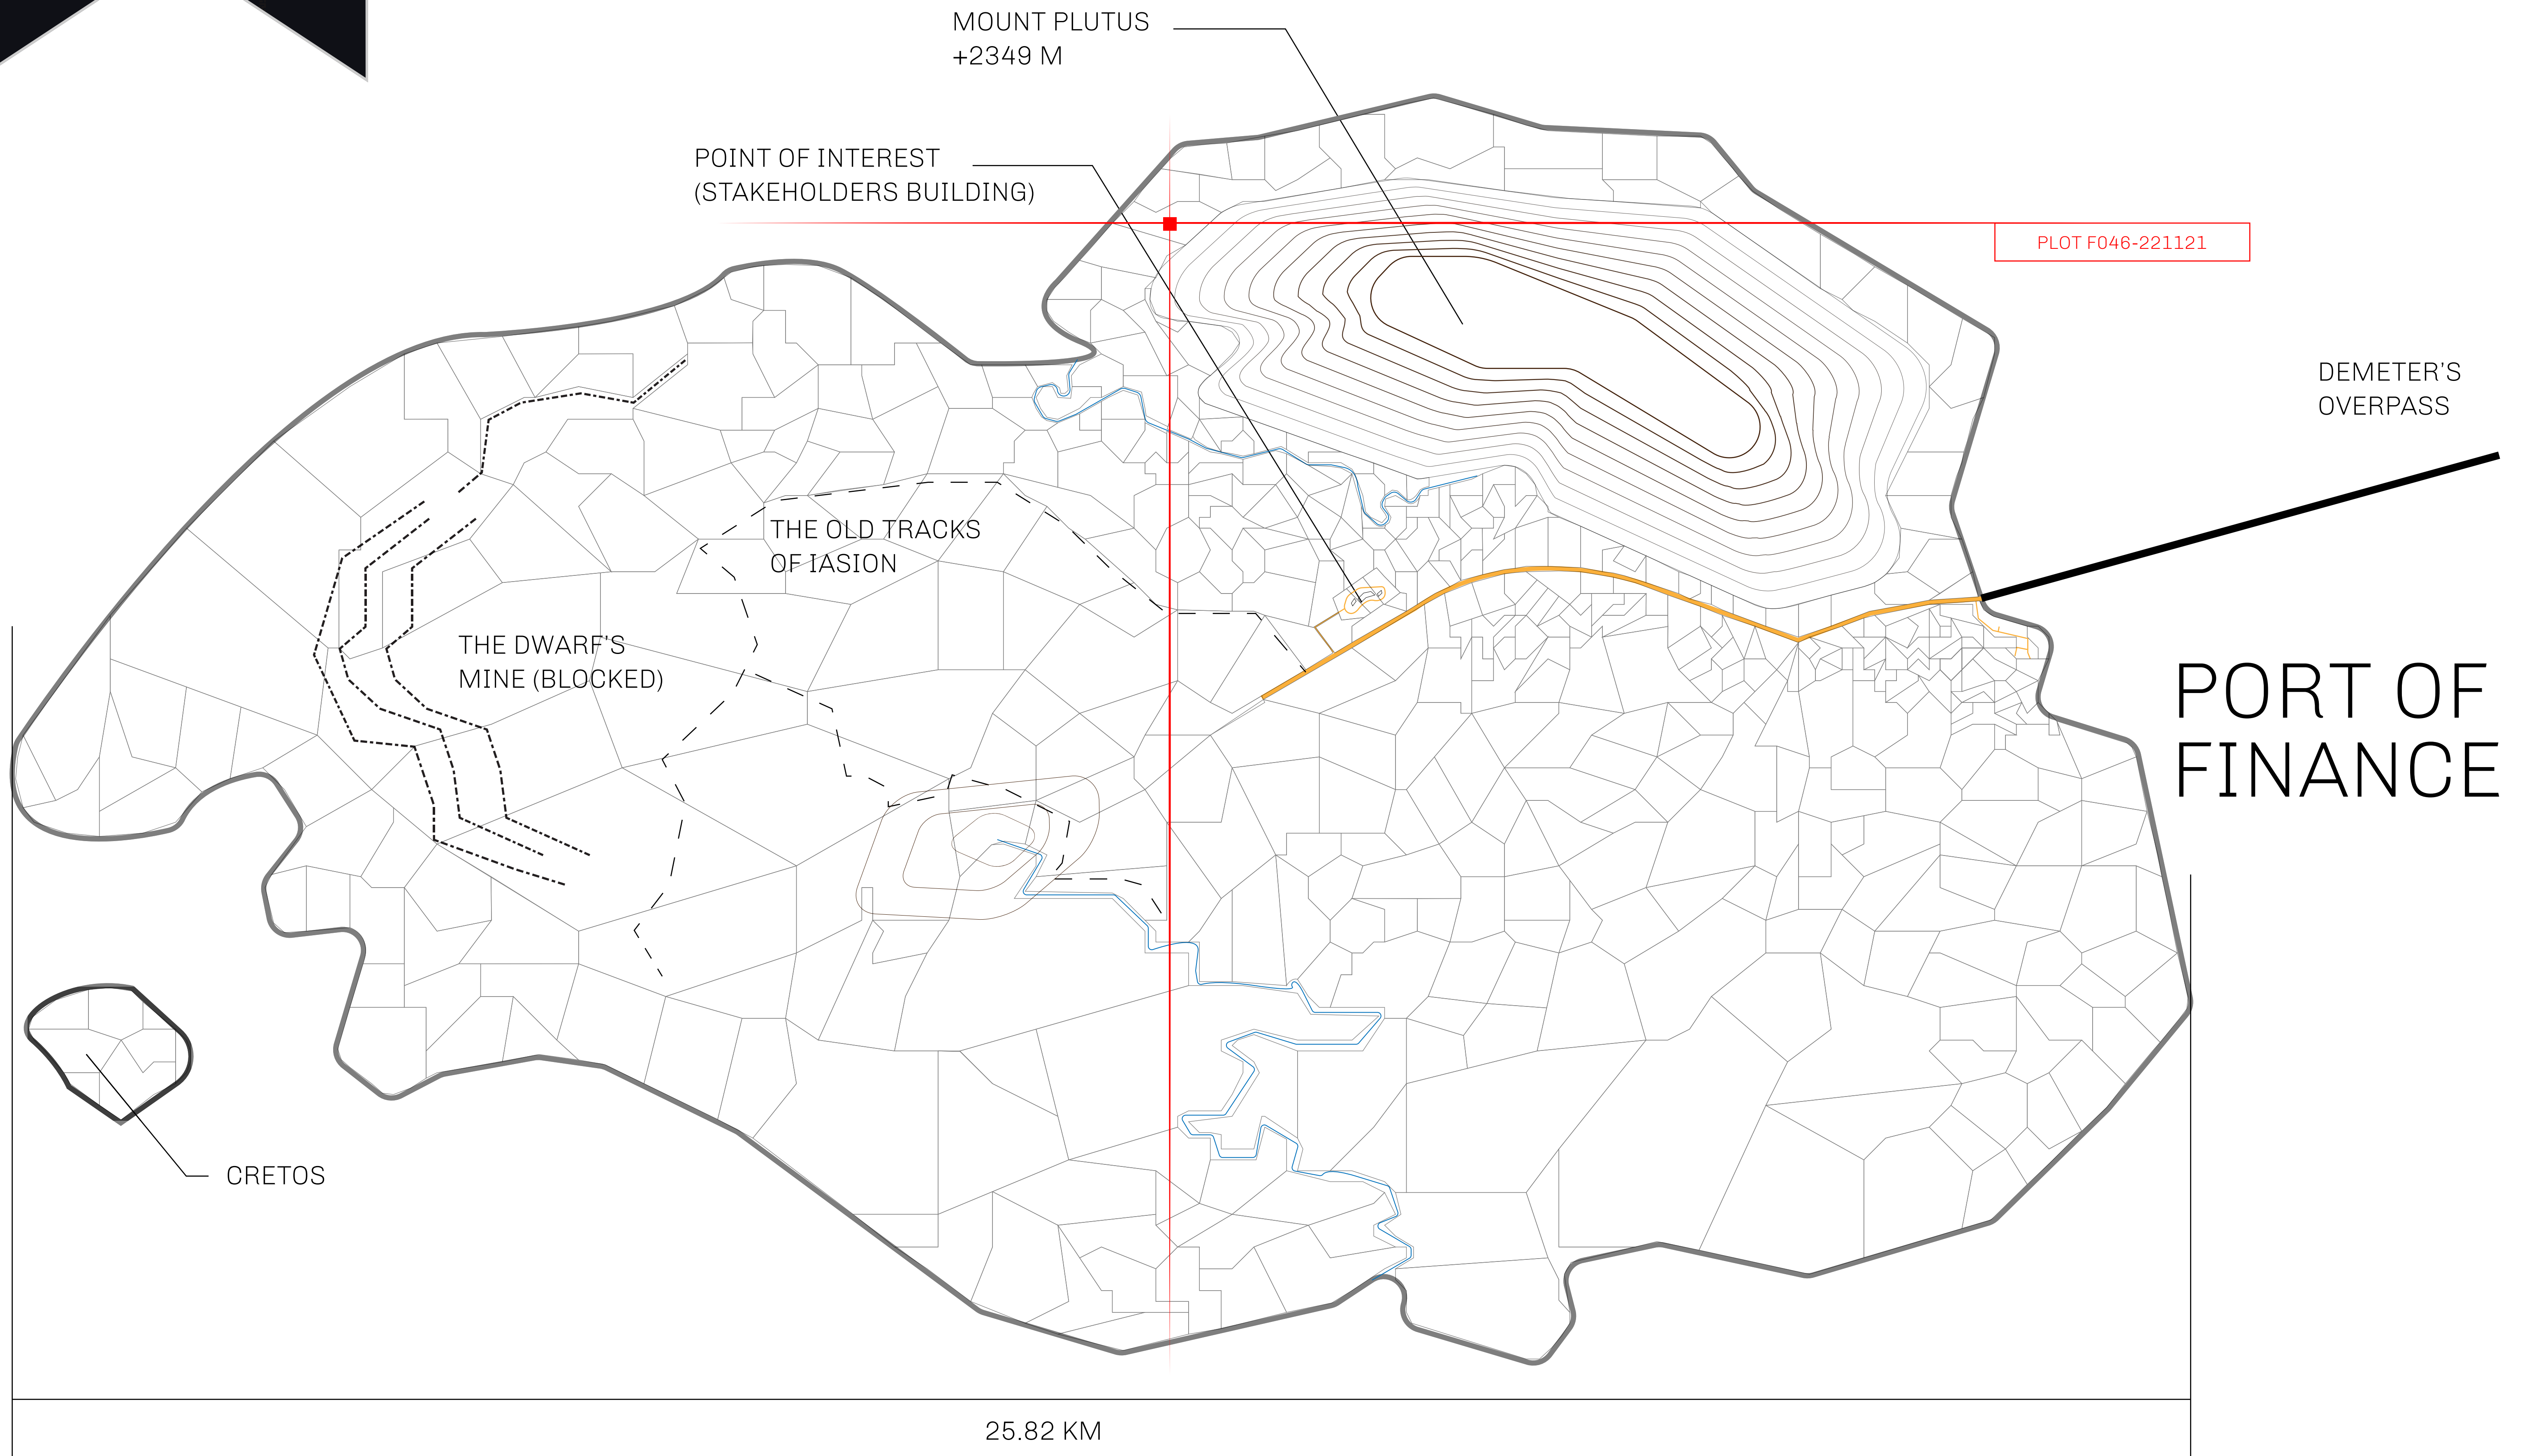 MOUNT PLUTUS
+2349 M
POINT OF INTEREST
(STAKEHOLDERS BUILDING)
PLOT F046-221121
DEMETER'S
OVERPASS
THE OLD TRACKS
OF IASION
THE DWARF'S
MINE (BLOCKED)
PORT OF
FINANCE
CRETOS
25.82 KM